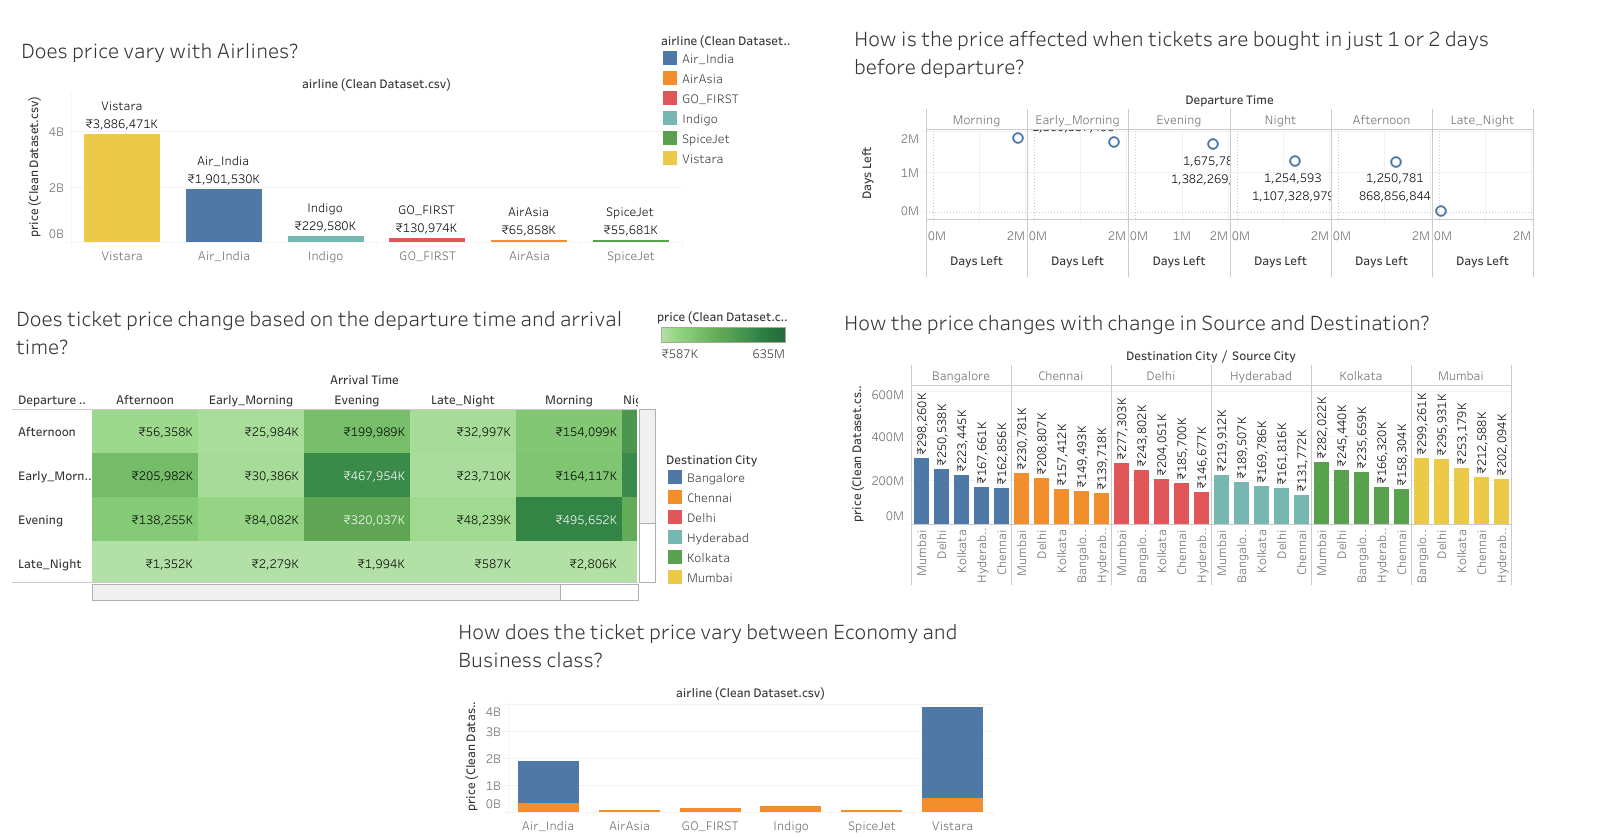 Does price vary with Airlines?
airline (Clean Dataset.csv)
price (Clean Dataset.csv)
4B
2B
0B
Vistara
₹3,886,471K
Air_India
₹1,901,530K
Indigo
₹229,580K
GO_FIRST
₹130,974K
AirAsia
₹65,858K
SpiceJet
₹55,681K
Vistara Air_India Indigo GO_FIRST AirAsia SpiceJet
airline (Clean Dataset..
Air_India
AirAsia
GO_FIRST
Indigo
SpiceJet
Vistara
How is the price affected when tickets are bought in just 1 or 2 days
before departure?
Departure Time
Morning Early_Morning Evening Night Afternoon Late_Night
Days Left
2M
1M
0M
1,675,78
1,382,269,
1,254,593
1,107,328,979
1,250,781
868,856,844
0M 2M 0M 2M 0M 1M 2M 0M 2M 0M 2M 0M 2M
Days Left Days Left Days Left Days Left Days Left Days Left
Does ticket price change based on the departure time and arrival
time?
Arrival Time
Departure .. Afternoon Early_Morning Evening Late_Night Morning Nig
Afternoon ₹56,358K ₹25,984K ₹199,989K ₹32,997K ₹154,099K
Early_Morn.. ₹205,982K ₹30,386K ₹467,954K ₹23,710K ₹164,117K
Evening ₹138,255K ₹84,082K ₹320,037K ₹48,239K ₹495,652K
Late_Night ₹1,352K ₹2,279K ₹1,994K ₹587K ₹2,806K
price (Clean Dataset.c..
₹587K 635M
Destination City
Bangalore
Chennai
Delhi
Hyderabad
Kolkata
Mumbai
How the price changes with change in Source and Destination?
Destination City / Source City
Bangalore Chennai Delhi Hyderabad Kolkata Mumbai
price (Clean Dataset.cs..
600M
400M
200M
0M
₹298,260K ₹250,538K ₹223,445K ₹167,661K ₹162,856K
₹230,781K ₹208,807K ₹157,412K ₹149,493K ₹139,718K
₹277,303K ₹243,802K ₹204,051K ₹185,700K ₹146,677K
₹219,912K ₹189,507K ₹169,786K ₹161,816K ₹131,772K
₹282,022K ₹245,440K ₹235,659K ₹166,320K ₹158,304K
₹299,261K ₹295,931K ₹253,179K ₹212,588K ₹202,094K
Mumbai Delhi Kolkata Hyderab.. Chennai
Mumbai Delhi Kolkata Bangalo.. Hyderab..
Mumbai Bangalo.. Kolkata Chennai Hyderab..
Mumbai Bangalo.. Kolkata Delhi Chennai
Mumbai Delhi Bangalo.. Hyderab.. Chennai
Bangalo.. Delhi Kolkata Chennai Hyderab..
How does the ticket price vary between Economy and
Business class?
airline (Clean Dataset.csv)
price (Clean Datas..
4B
3B
2B
1B
0B
Air_India AirAsia GO_FIRST Indigo SpiceJet Vistara